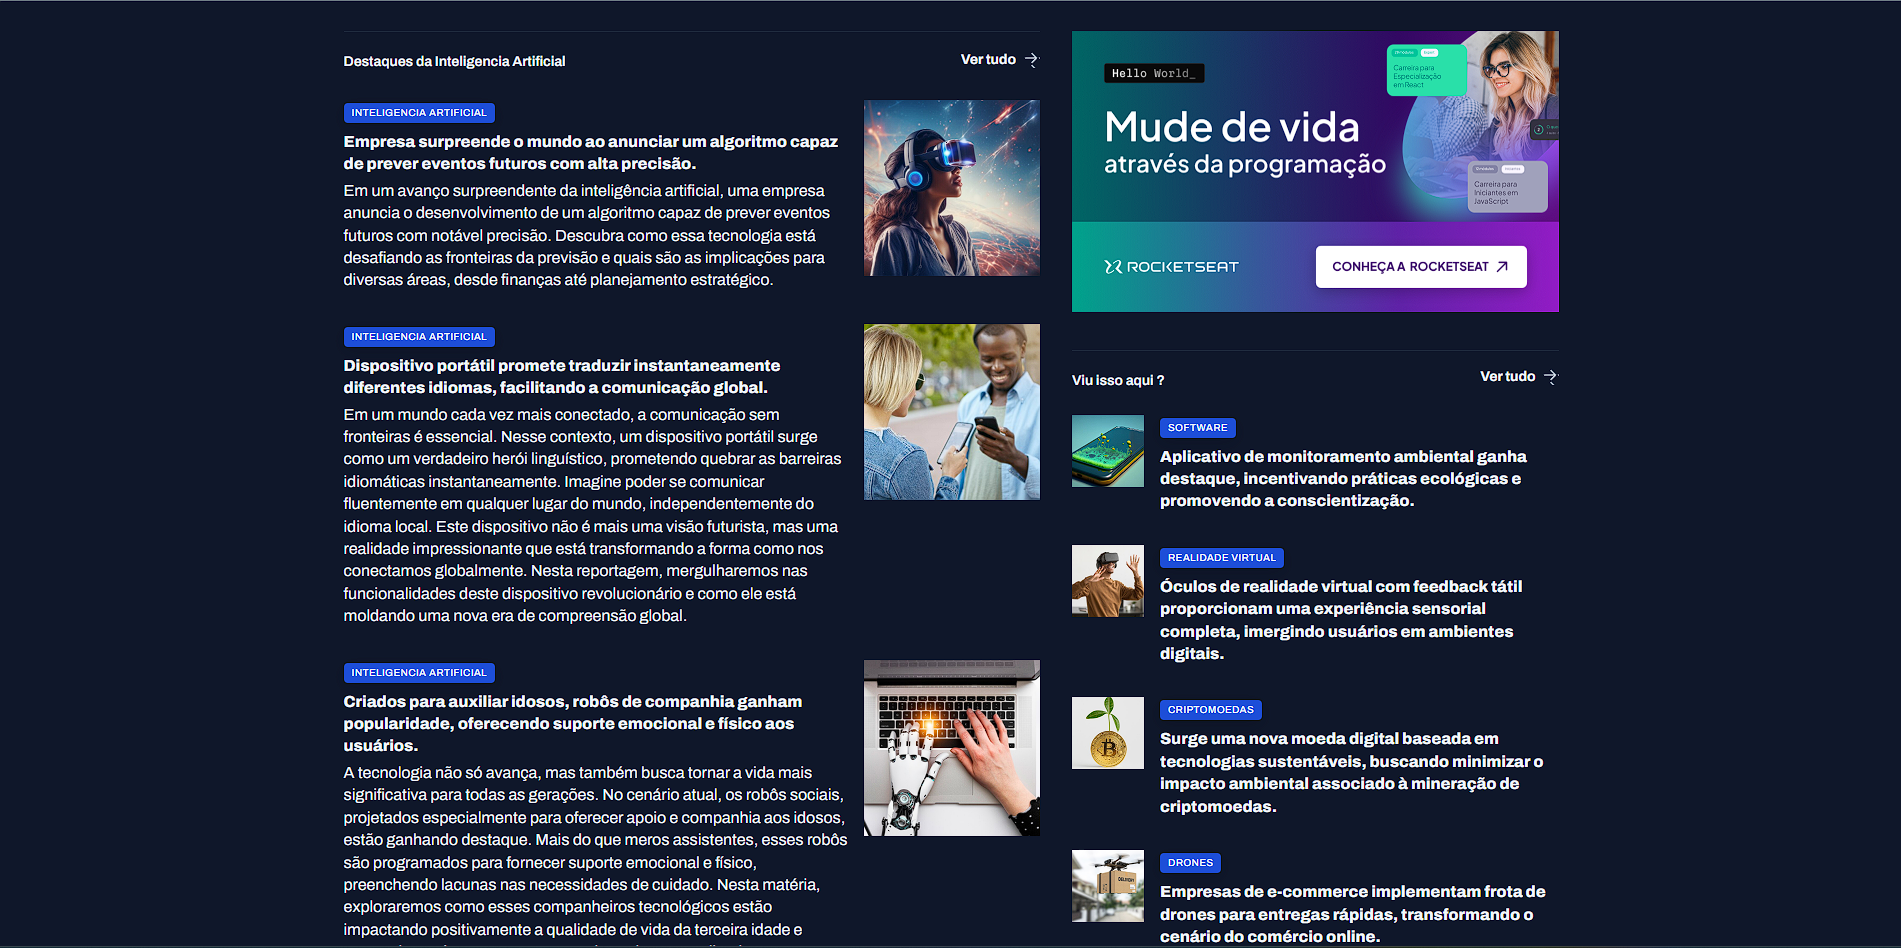 Destaques da Inteligencia Artificial
Ver tudo
INTELIGENCIA ARTIFICIAL
Empresa surpreende o mundo ao anunciar um algoritmo capaz
de prever eventos futuros com alta precisão.
Em um avanço surpreendente da inteligência artificial, uma empresa
anuncia o desenvolvimento de um algoritmo capaz de prever eventos
futuros com notável precisão. Descubra como essa tecnologia está
desafiando as fronteiras da previsão e quais são as implicações para
diversas áreas, desde finanças até planejamento estratégico.
INTELIGENCIA ARTIFICIAL
Dispositivo portátil promete traduzir instantaneamente
diferentes idiomas, facilitando a comunicação global.
Em um mundo cada vez mais conectado, a comunicação sem
fronteiras é essencial. Nesse contexto, um dispositivo portátil surge
como um verdadeiro herói linguístico, prometendo quebrar as barreiras
idiomáticas instantaneamente. Imagine poder se comunicar
fluentemente em qualquer lugar do mundo, independentemente do
idioma local. Este dispositivo não é mais uma visão futurista, mas uma
realidade impressionante que está transformando a forma como nos
conectamos globalmente. Nesta reportagem, mergulharemos nas
funcionalidades deste dispositivo revolucionário e como ele está
moldando uma nova era de compreensão global.
INTELIGENCIA ARTIFICIAL
Criados para auxiliar idosos, robôs de companhia ganham
popularidade, oferecendo suporte emocional e físico aos
usuários.
A tecnologia não só avança, mas também busca tornar a vida mais
significativa para todas as gerações. No cenário atual, os robôs sociais,
projetados especialmente para oferecer apoio e companhia aos idosos,
estão ganhando destaque. Mais do que meros assistentes, esses robôs
são programados para fornecer suporte emocional e físico,
preenchendo lacunas nas necessidades de cuidado. Nesta matéria,
exploraremos como esses companheiros tecnológicos estão
impactando positivamente a qualidade de vida da terceira idade e
Hello World_
Mude de vida
através da programação
Carreira para
Especialização
em React
Carreira para
Iniciantes em
JavaScript
ROCKETSEAT
CONHEÇA A ROCKETSEAT
Viu isso aqui ?
Ver tudo
SOFTWARE
Aplicativo de monitoramento ambiental ganha
destaque, incentivando práticas ecológicas e
promovendo a conscientização.
REALIDADE VIRTUAL
Óculos de realidade virtual com feedback tátil
proporcionam uma experiência sensorial
completa, imergindo usuários em ambientes
digitais.
CRIPTOMOEDAS
Surge uma nova moeda digital baseada em
tecnologias sustentáveis, buscando minimizar o
impacto ambiental associado à mineração de
criptomoedas.
DRONES
Empresas de e-commerce implementam frota de
drones para entregas rápidas, transformando o
cenário do comércio online.